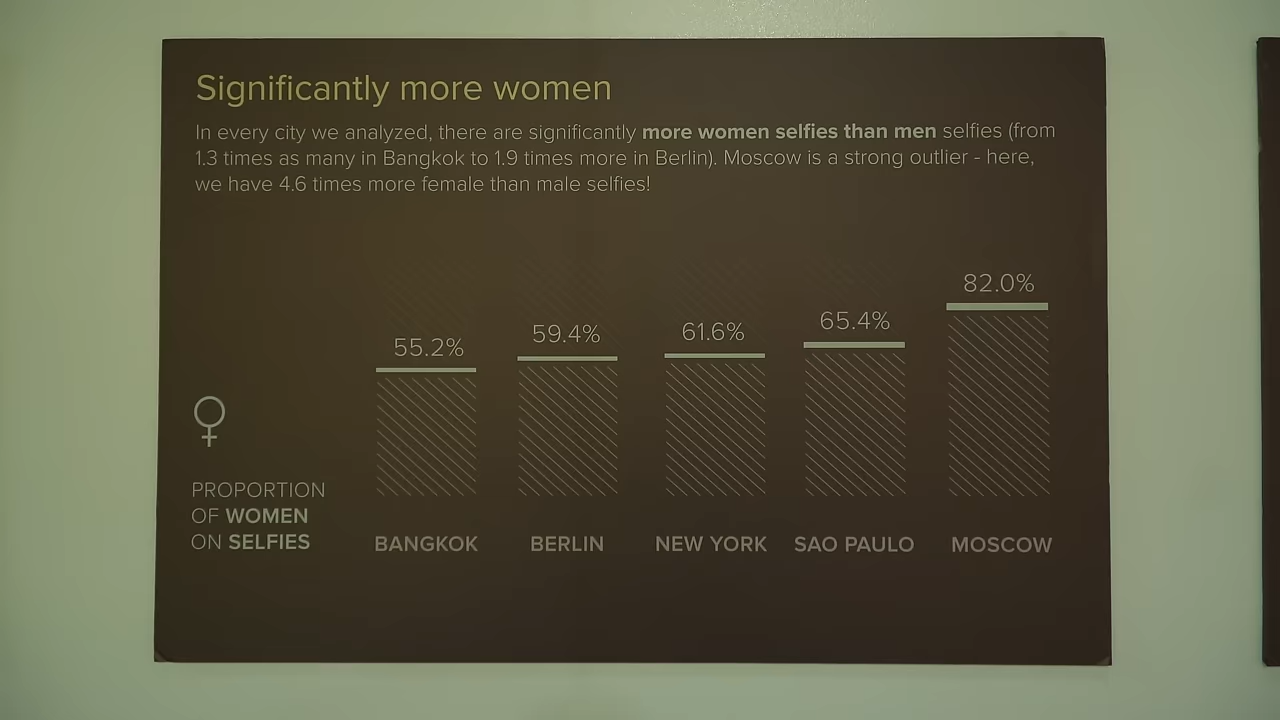 Significantly more women
In every city we analyzed, there are significantly more women selfies than men selfies (from
1.3 times as many in Bangkok to 1.9 times more in Berlin). Moscow is a strong outlier - here,
we have 4.6 times more female than male selfies!
55.2%
59.4%
61.6%
65.4%
82.0%
PROPORTION
OF WOMEN
ON SELFIES
BANGKOK
BERLIN
NEW YORK
SAO PAULO
MOSCOW